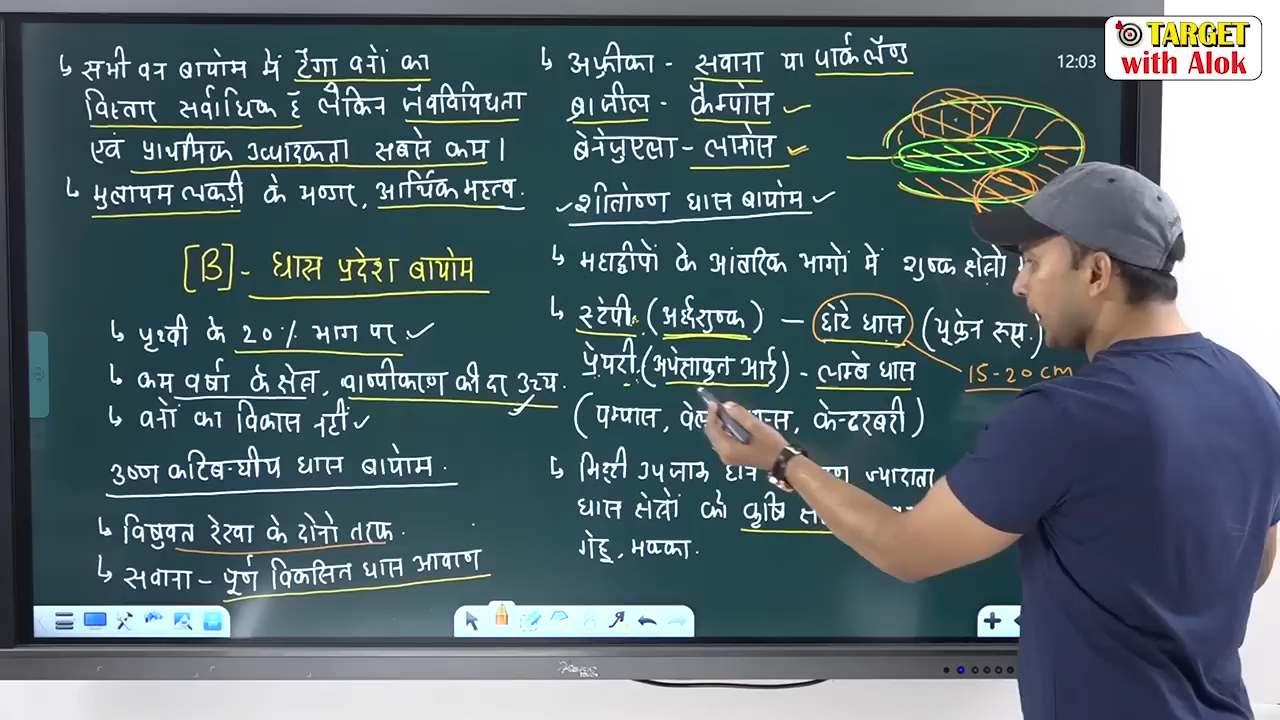 ↳ सभी वन बायोम में टैगा वनों का
विस्तार सर्वाधिक है लेकिन जैवविविधता
एवं प्राथमिक उत्पादकता सबसे कम।
↳ मुलायम लकड़ी के भण्डार, आर्थिक महत्व.
[B] - घास प्रदेश बायोम
↳ पृथ्वी के 20% भाग पर ✓
↳ कम वर्षा के क्षेत्र, वाष्पीकरण की दर उच्च.
↳ वनों का विकास नहीं ✓
उष्ण कटिबन्धीय घास बायोम.
↳ विषुवत रेखा के दोनो तरफ.
↳ सवाना - पूर्ण विकसित घास आवरण
↳ अफ्रीका - सवाना या पार्कलैण्ड
ब्राजील - कैम्पोस ✓
वेनेजुएला - लानोस ✓
✓ शीतोष्ण घास बायोम ✓
↳ महाद्वीपों के आंतरिक भागों में शुष्क क्षेत्रों
↳ स्टेपी (अर्द्धशुष्क) — छोटे घास (यूक्रेन रूस.)
15-20 cm
प्रेयरी (अपेक्षाकृत आर्द्र) - लम्बे घास
(पम्पास, केन्टरबरी)
↳ मिट्टी उपजाऊ ज्यादातर
घास क्षेत्रों को कृषि
गेहू, मक्का.
12:03
TARGET
with Alok